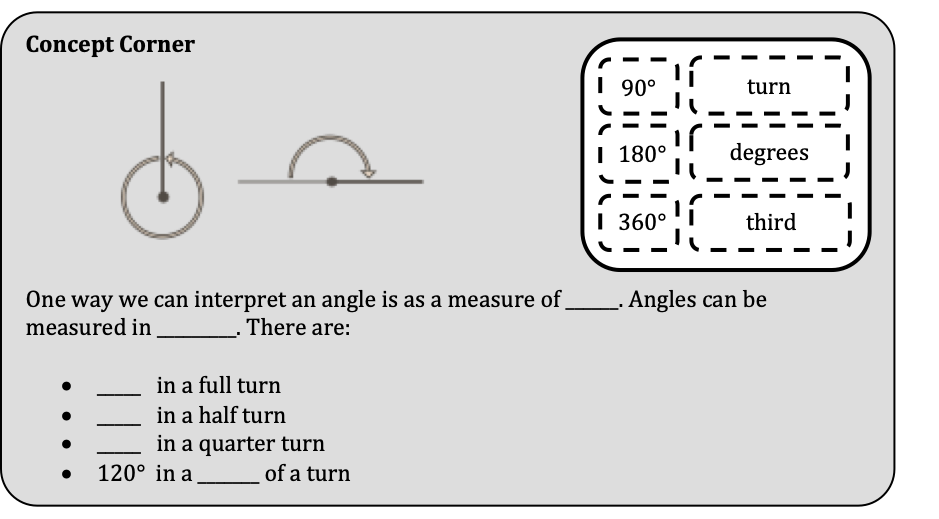 Concept Corner
90° turn
180° degrees
360° third
One way we can interpret an angle is as a measure of _____. Angles can be
measured in _______. There are:
• ____ in a full turn
• ____ in a half turn
• ____ in a quarter turn
• 120° in a _____ of a turn